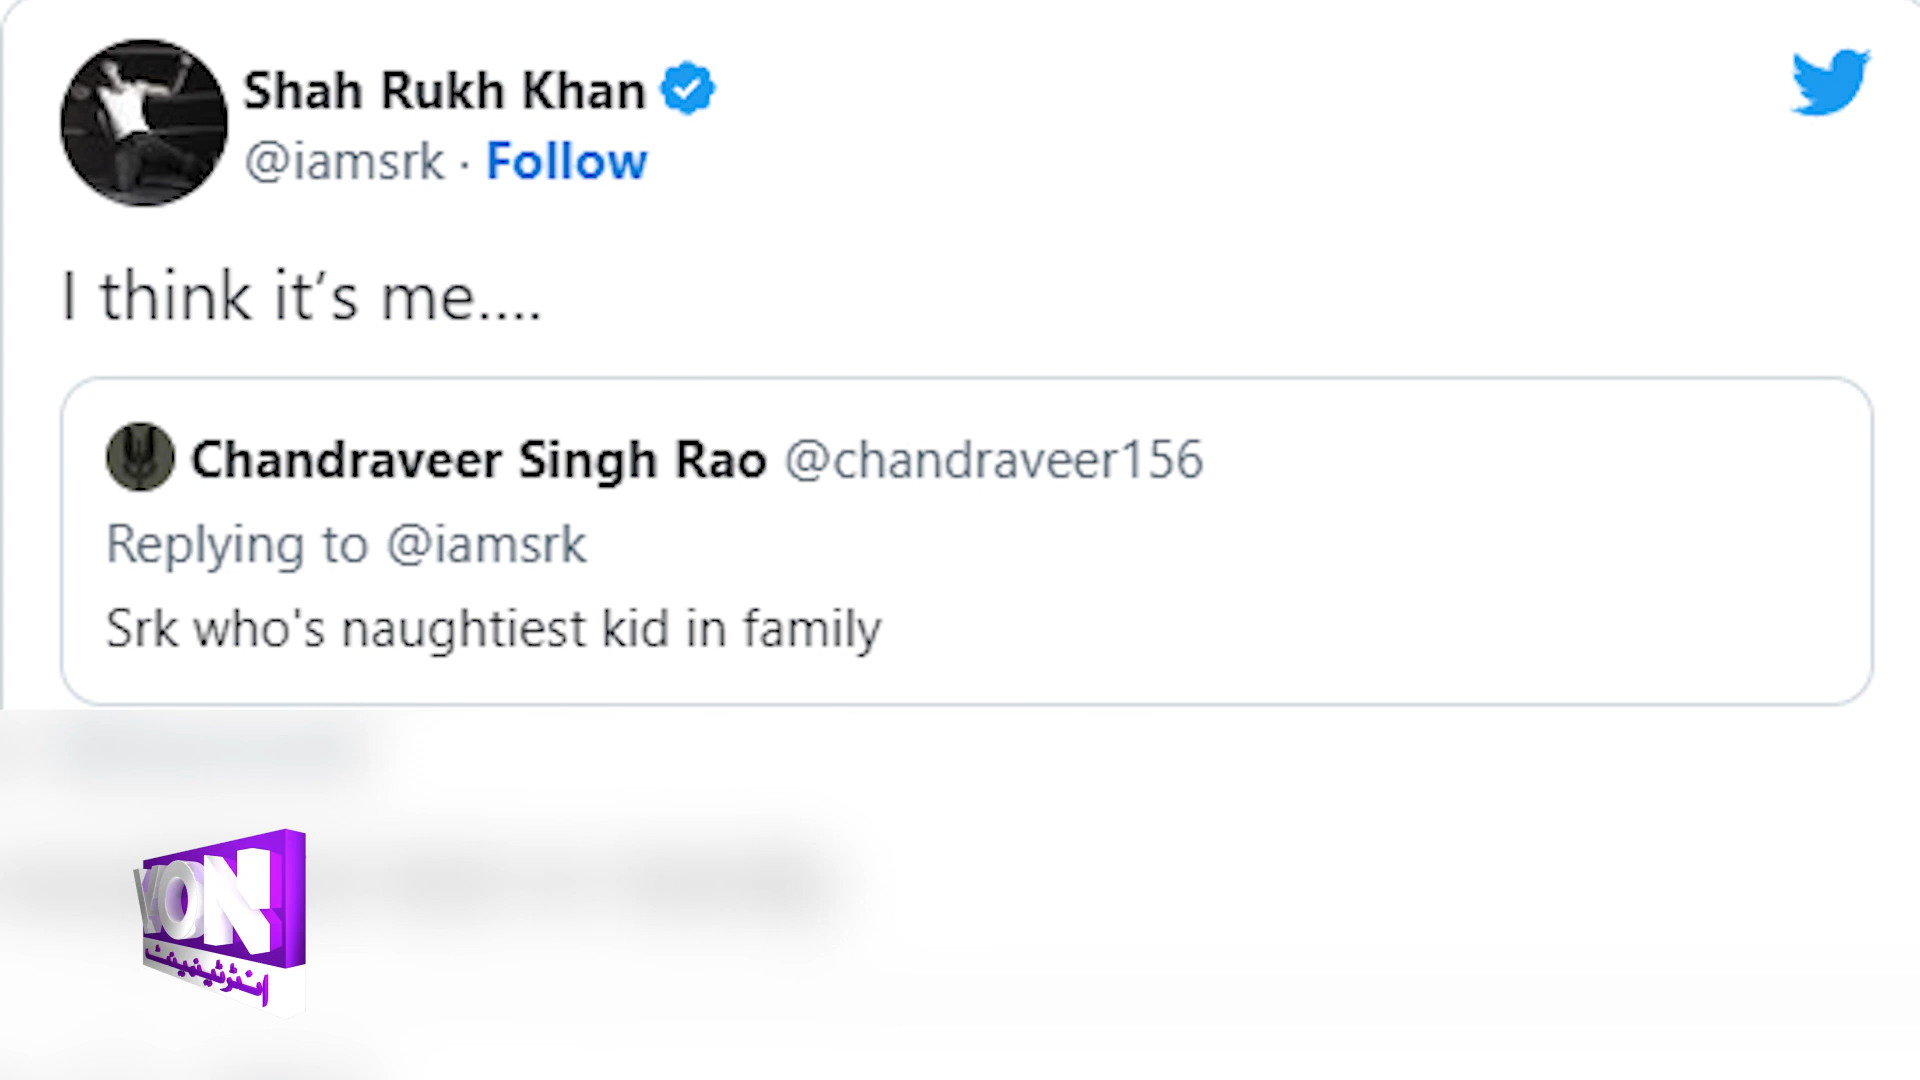 Shah Rukh Khan
@iamsrk · Follow
I think it’s me....
Chandraveer Singh Rao @chandraveer156
Replying to @iamsrk
Srk who's naughtiest kid in family
VON
انٹرٹینمینٹ